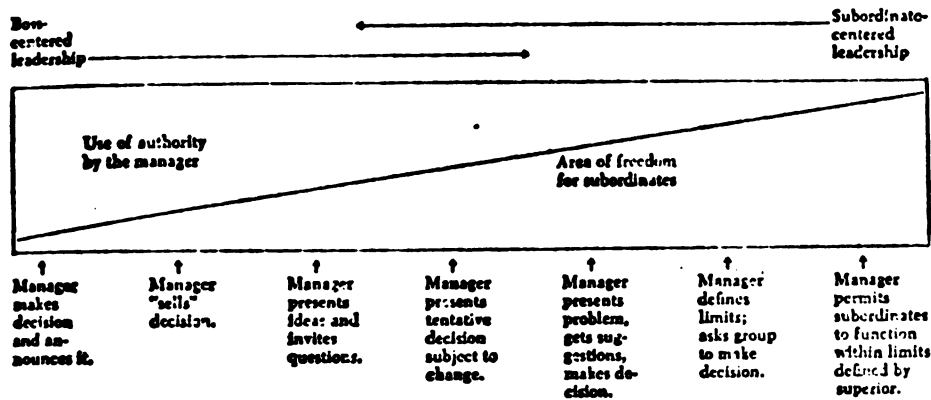 Boss-
centered
leadership
Subordinate-
centered
leadership
Use of authority
by the manager
Area of freedom
for subordinates
Manager
makes
decision
and an-
nounces it.
Manager
"sells"
decision.
Manager
presents
ideas and
invites
questions.
Manager
presents
tentative
decision
subject to
change.
Manager
presents
problem,
gets sug-
gestions,
makes de-
cision.
Manager
defines
limits;
asks group
to make
decision.
Manager
permits
subordinates
to function
within limits
defined by
superior.